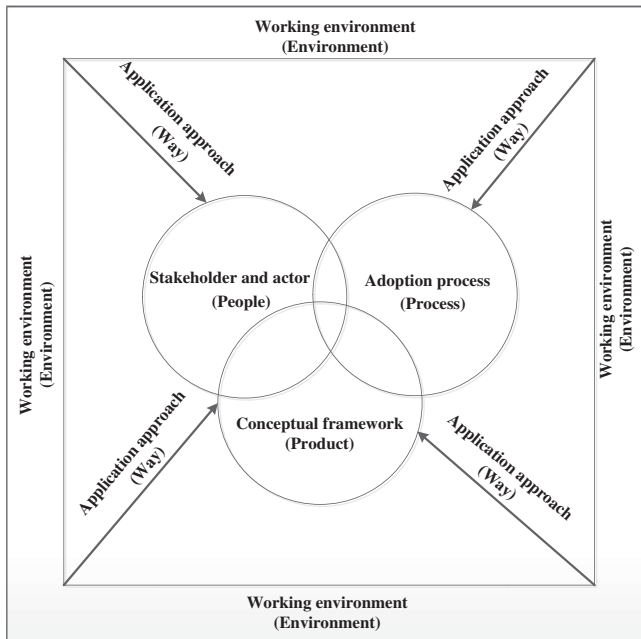 Working environment
(Environment)
Application approach
(Way)
Application approach
(Way)
Stakeholder and actor
(People)
Adoption process
(Process)
Working environment
(Environment)
Working environment
(Environment)
Conceptual framework
(Product)
Application approach
(Way)
Application approach
(Way)
Working environment
(Environment)